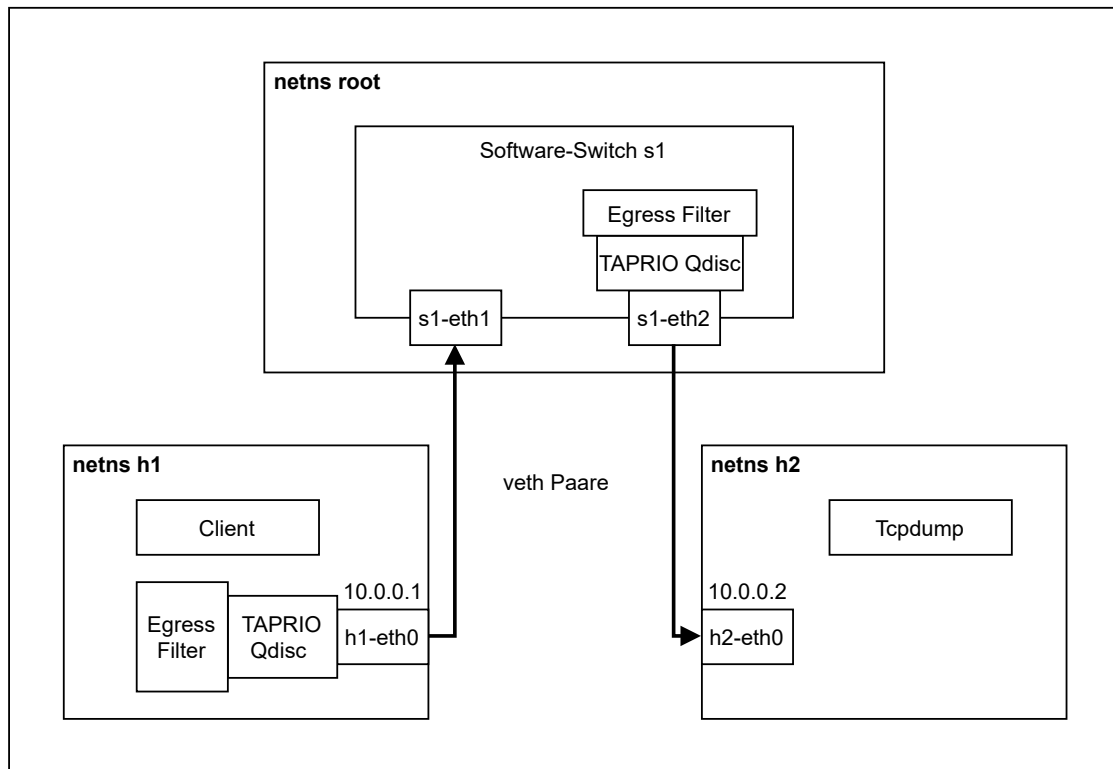 netns root
Software-Switch s1
Egress Filter
TAPRIO Qdisc
s1-eth1
s1-eth2
netns h1
Client
10.0.0.1
Egress
Filter
TAPRIO
Qdisc
h1-eth0
veth Paare
netns h2
Tcpdump
10.0.0.2
h2-eth0